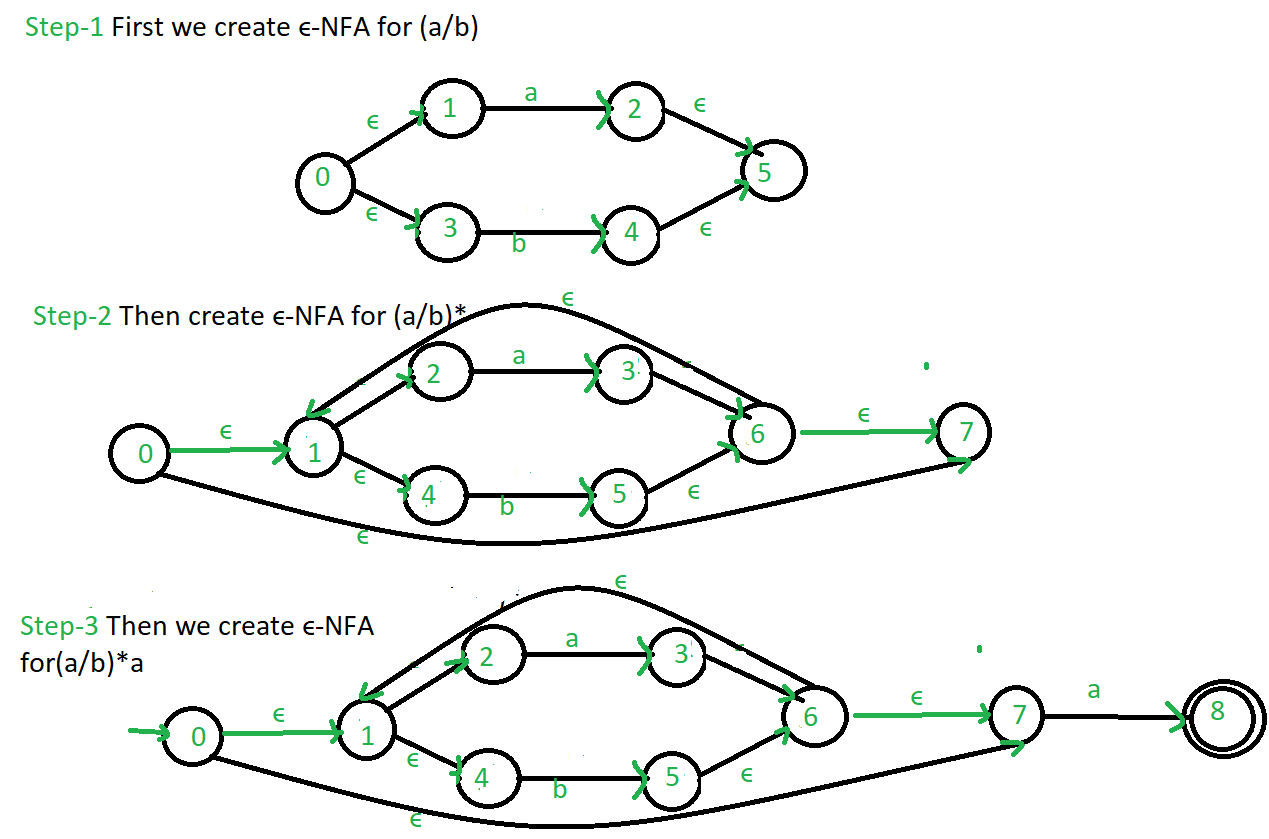 Step-1 First we create ϵ-NFA for (a/b)
1 a 2 ϵ
ϵ
0 5
ϵ 3 b 4 ϵ
Step-2 Then create ϵ-NFA for (a/b)* ϵ
2 a 3
0 ϵ 1 6 ϵ 7
ϵ 4 b 5 ϵ
ϵ
ϵ
Step-3 Then we create ϵ-NFA
for(a/b)*a
2 a 3
0 ϵ 1 6 ϵ 7 a 8
ϵ 4 b 5 ϵ
ϵ